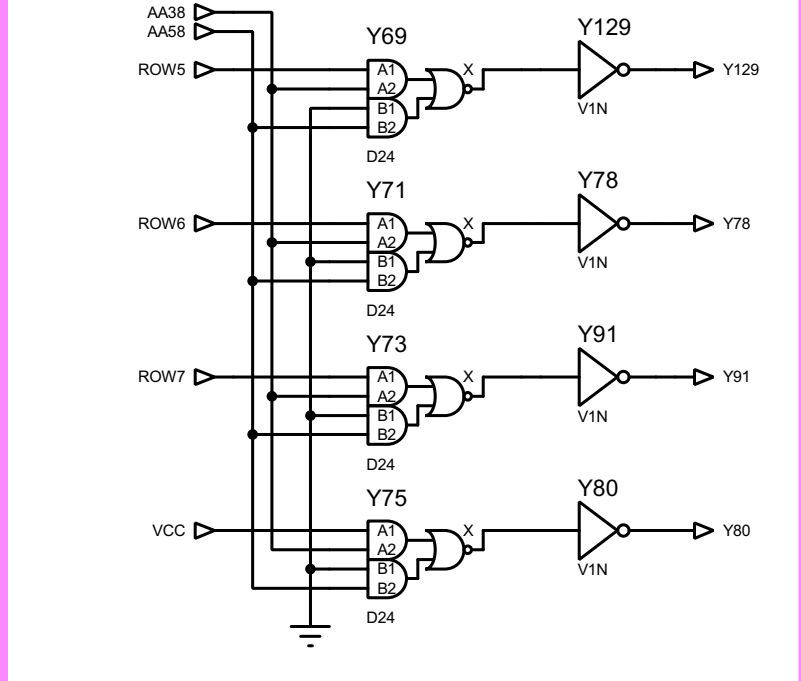 AA38
AA58
Y69
Y129
ROW5
A1
A2
B1
B2
X
V1N
Y129
D24
Y71
Y78
ROW6
A1
A2
B1
B2
X
V1N
Y78
D24
Y73
Y91
ROW7
A1
A2
B1
B2
X
V1N
Y91
D24
Y75
Y80
VCC
A1
A2
B1
B2
X
V1N
Y80
D24